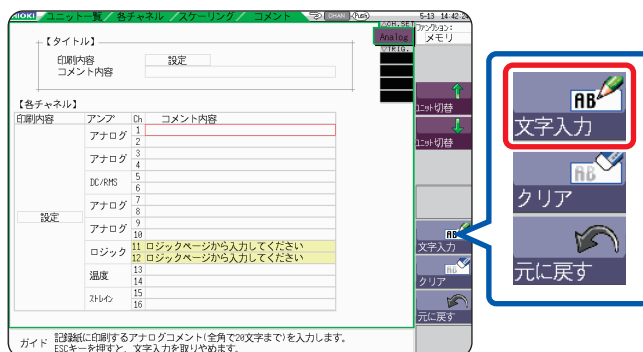 HIOKI ユニット一覧 / 各チャネル / スケーリング / コメント CHAN 5-13 14:42:24
△CH.SET ファンクション:
【タイトル】 Analog メモリ
▽TRIG.
印刷内容 設定
コメント内容
【各チャネル】
印刷内容 アンプ Ch コメント内容 ユニット切替
アナログ 1
2 ユニット切替
アナログ 3
4
DC/RMS 5
6
アナログ 7
8
設定 アナログ 9
10 AB
ロジック 11 ロジックページから入力してください 文字入力
12 ロジックページから入力してください
温度 13
14 クリア
ストレイン 15
16 元に戻す
ガイド 記録紙に印刷するアナログコメント(全角で20文字まで)を入力します。
ESCキーを押すと、文字入力を取りやめます。
AB
文字入力
AB
クリア
元に戻す